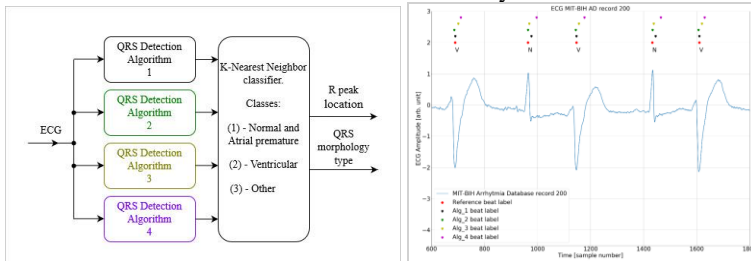 QRS Detection
Algorithm
1
QRS Detection
Algorithm
2
QRS Detection
Algorithm
3
QRS Detection
Algorithm
4
ECG
K-Nearest Neighbor
classifier.
Classes:
(1) - Normal and
Atrial premature
(2) - Ventricular
(3) - Other
R peak
location
QRS
morphology
type
ECG MIT-BIH AD record 200
V
N
V
N
V
ECG Amplitude [arb. unit]
3
2
1
0
−1
−2
−3
−4
MIT-BIH Arrhytmia Database record 200
Reference beat label
Alg_1 beat label
Alg_2 beat label
Alg_3 beat label
Alg_4 beat label
600
800
1000
1200
1400
1600
1800
Time [sample number]